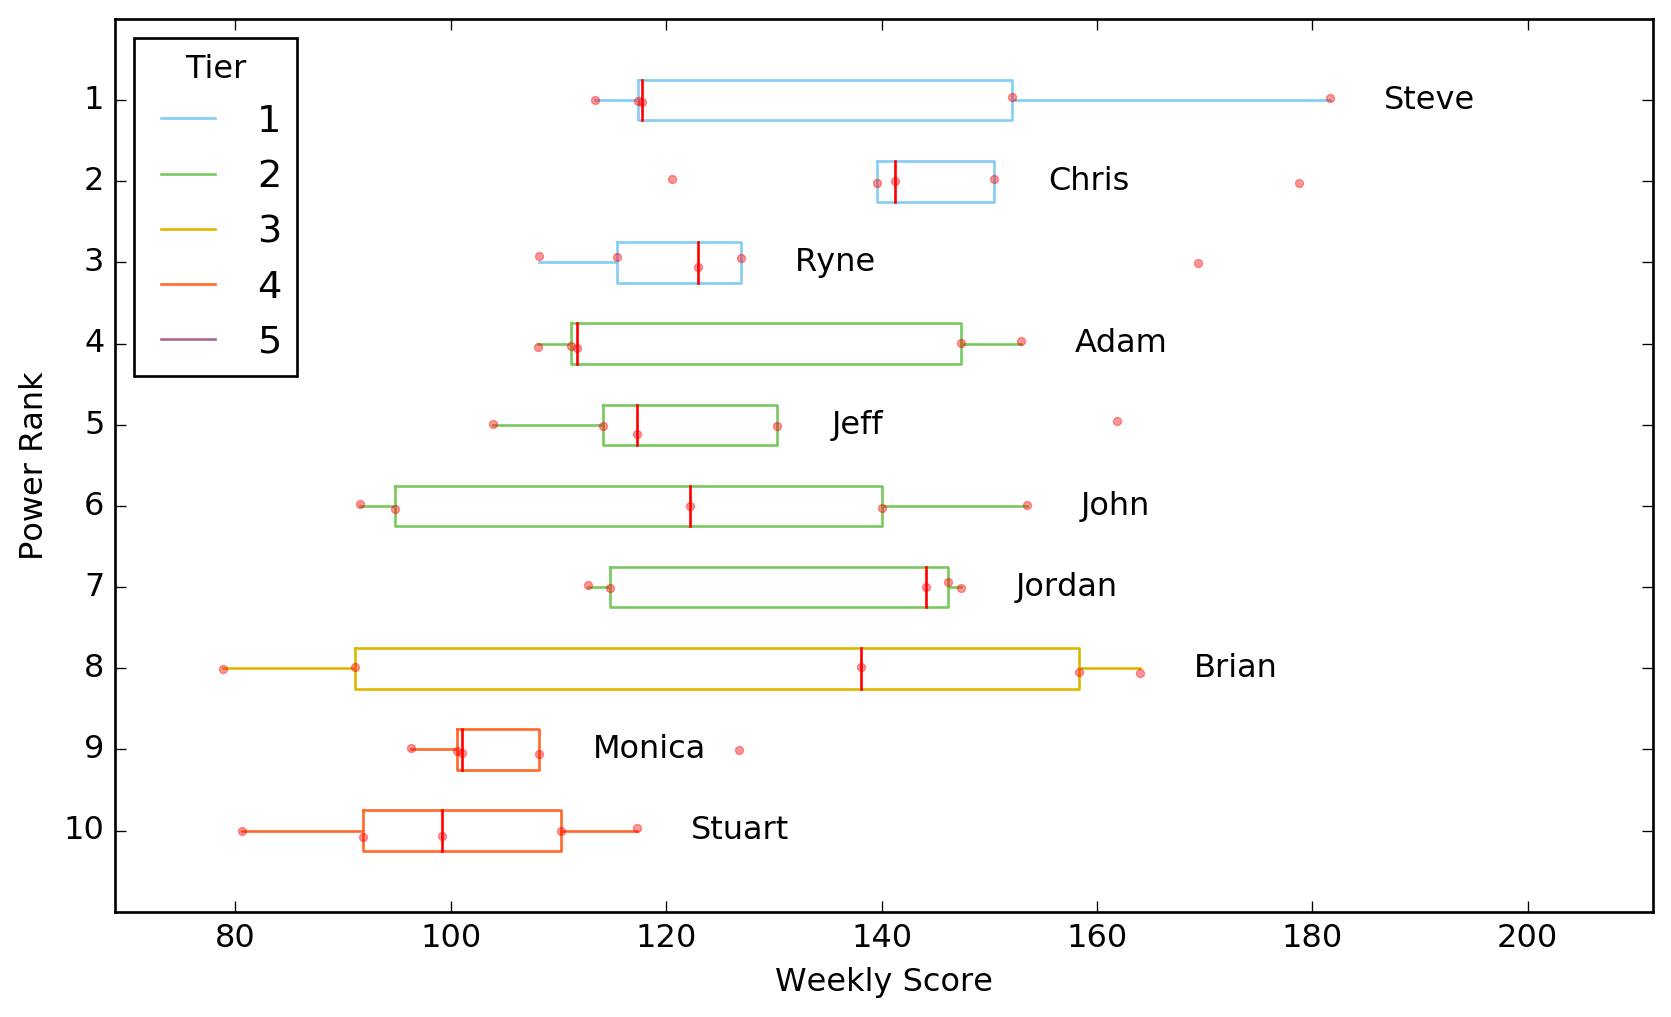 Tier
1
2
3
4
5
Power Rank
1
Steve
2
Chris
3
Ryne
4
Adam
5
Jeff
6
John
7
Jordan
8
Brian
9
Monica
10
Stuart
80 100 120 140 160 180 200
Weekly Score